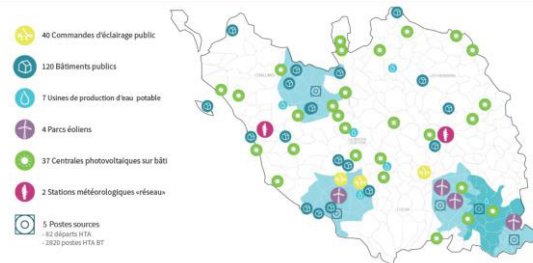 40 Commandes d'éclairage public
120 Bâtiments publics
7 Usines de production d'eau potable
4 Parcs éoliens
37 Centrales photovoltaïques sur bâti
2 Stations météorologiques «réseau»
5 Postes sources
- 82 départs HTA
- 2820 postes HTA BT